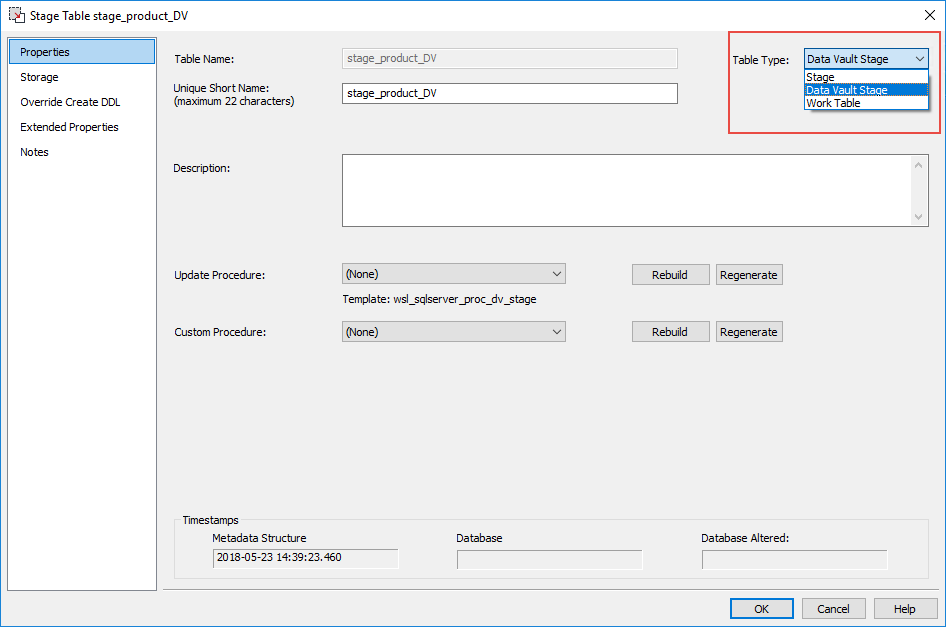 Stage Table stage_product_DV
Properties
Storage
Override Create DDL
Extended Properties
Notes
Table Name:
stage_product_DV
Table Type:
Data Vault Stage
Stage
Data Vault Stage
Work Table
Unique Short Name:
(maximum 22 characters)
stage_product_DV
Description:
Update Procedure:
(None)
Rebuild
Regenerate
Template: wsl_sqlserver_proc_dv_stage
Custom Procedure:
(None)
Rebuild
Regenerate
Timestamps
Metadata Structure
Database
Database Altered:
2018-05-23 14:39:23.460
OK
Cancel
Help